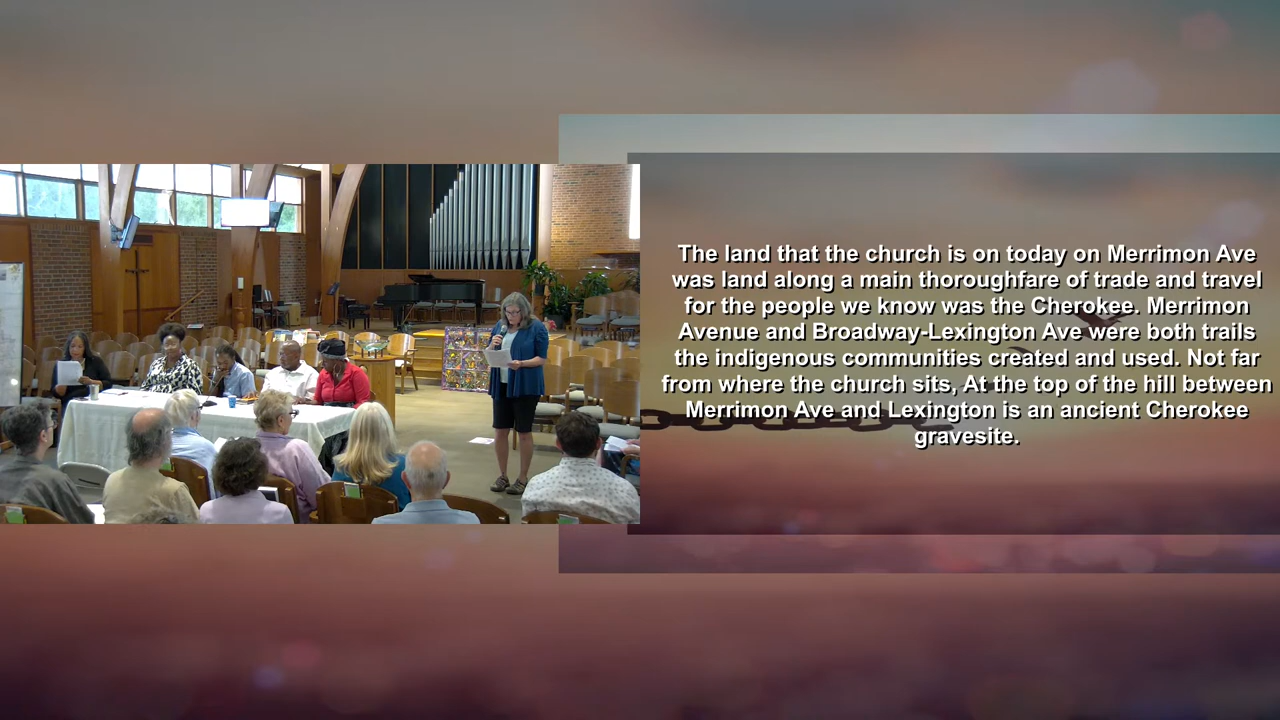 The land that the church is on today on Merrimon Ave
was land along a main thoroughfare of trade and travel
for the people we know was the Cherokee. Merrimon
Avenue and Broadway-Lexington Ave were both trails
the indigenous communities created and used. Not far
from where the church sits, At the top of the hill between
Merrimon Ave and Lexington is an ancient Cherokee
gravesite.